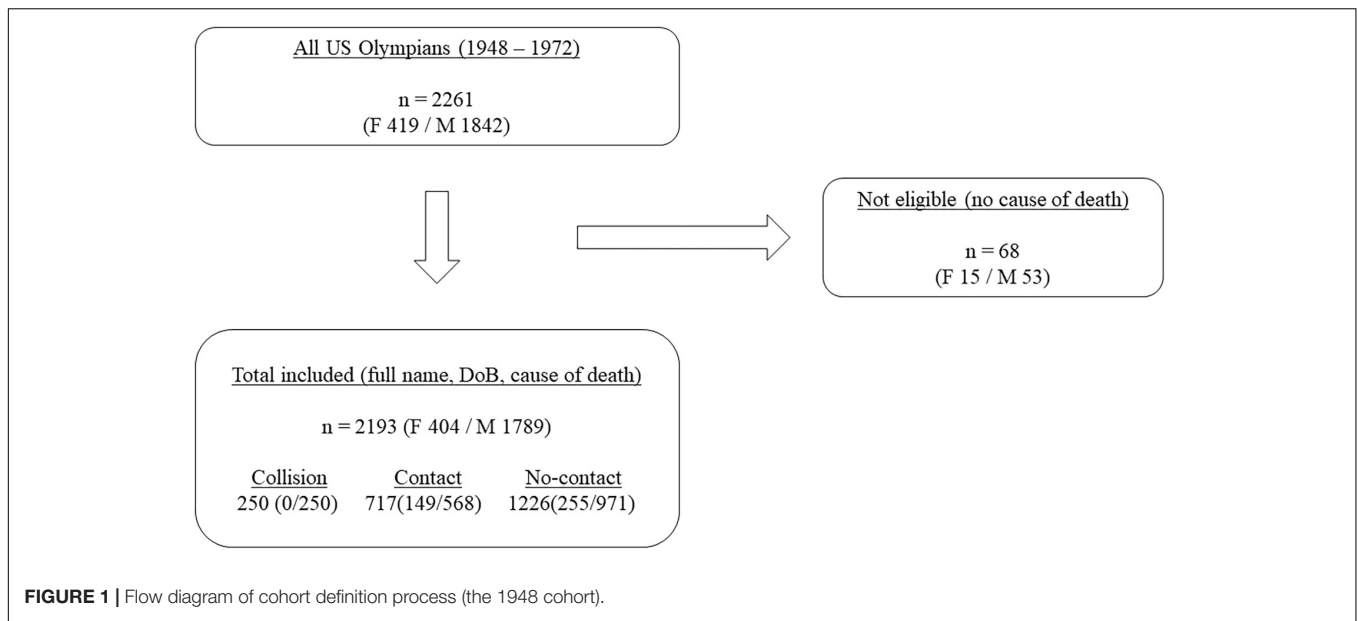 All US Olympians (1948 – 1972)
n = 2261
(F 419 / M 1842)
Not eligible (no cause of death)
n = 68
(F 15 / M 53)
Total included (full name, DoB, cause of death)
n = 2193 (F 404 / M 1789)
Collision Contact No-contact
250 (0/250) 717(149/568) 1226(255/971)
FIGURE 1 | Flow diagram of cohort definition process (the 1948 cohort).